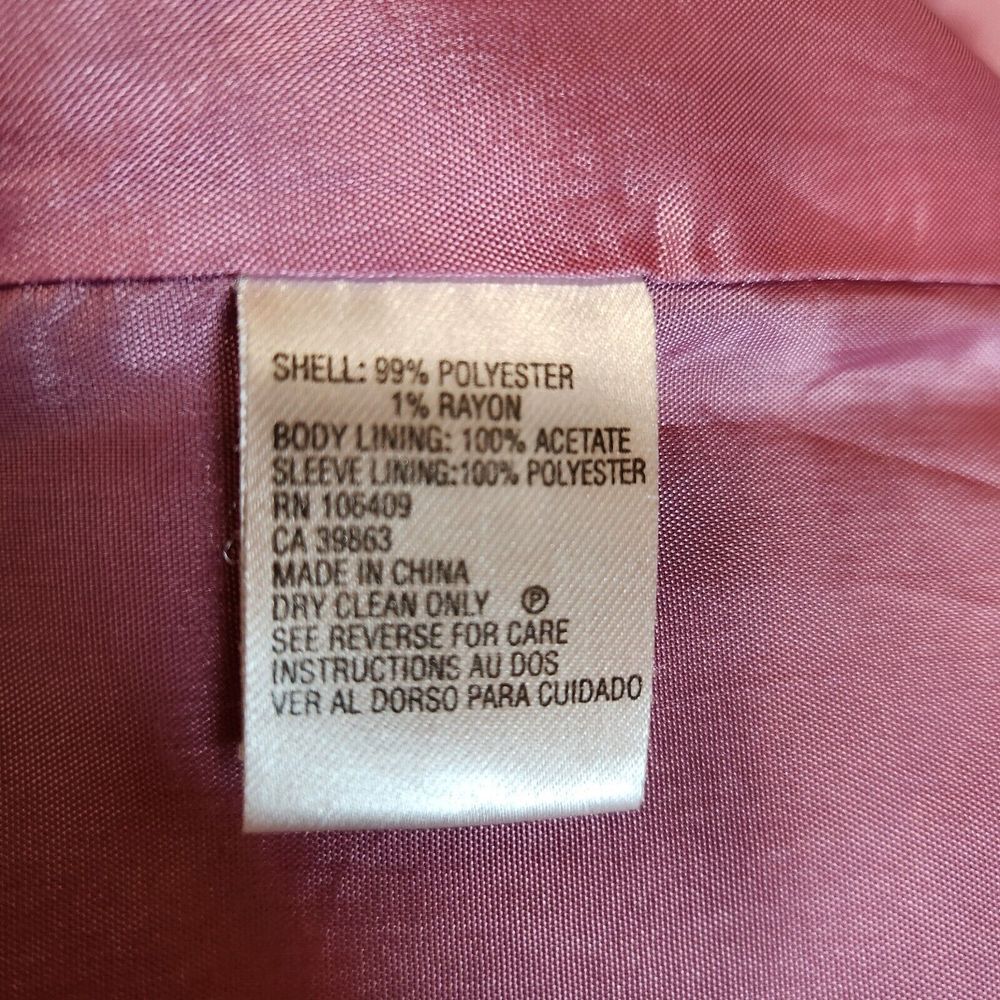 SHELL: 99% POLYESTER
1% RAYON
BODY LINING: 100% ACETATE
SLEEVE LINING:100% POLYESTER
RN 106409
CA 39863
MADE IN CHINA
DRY CLEAN ONLY Ⓟ
SEE REVERSE FOR CARE
INSTRUCTIONS AU DOS
VER AL DORSO PARA CUIDADO